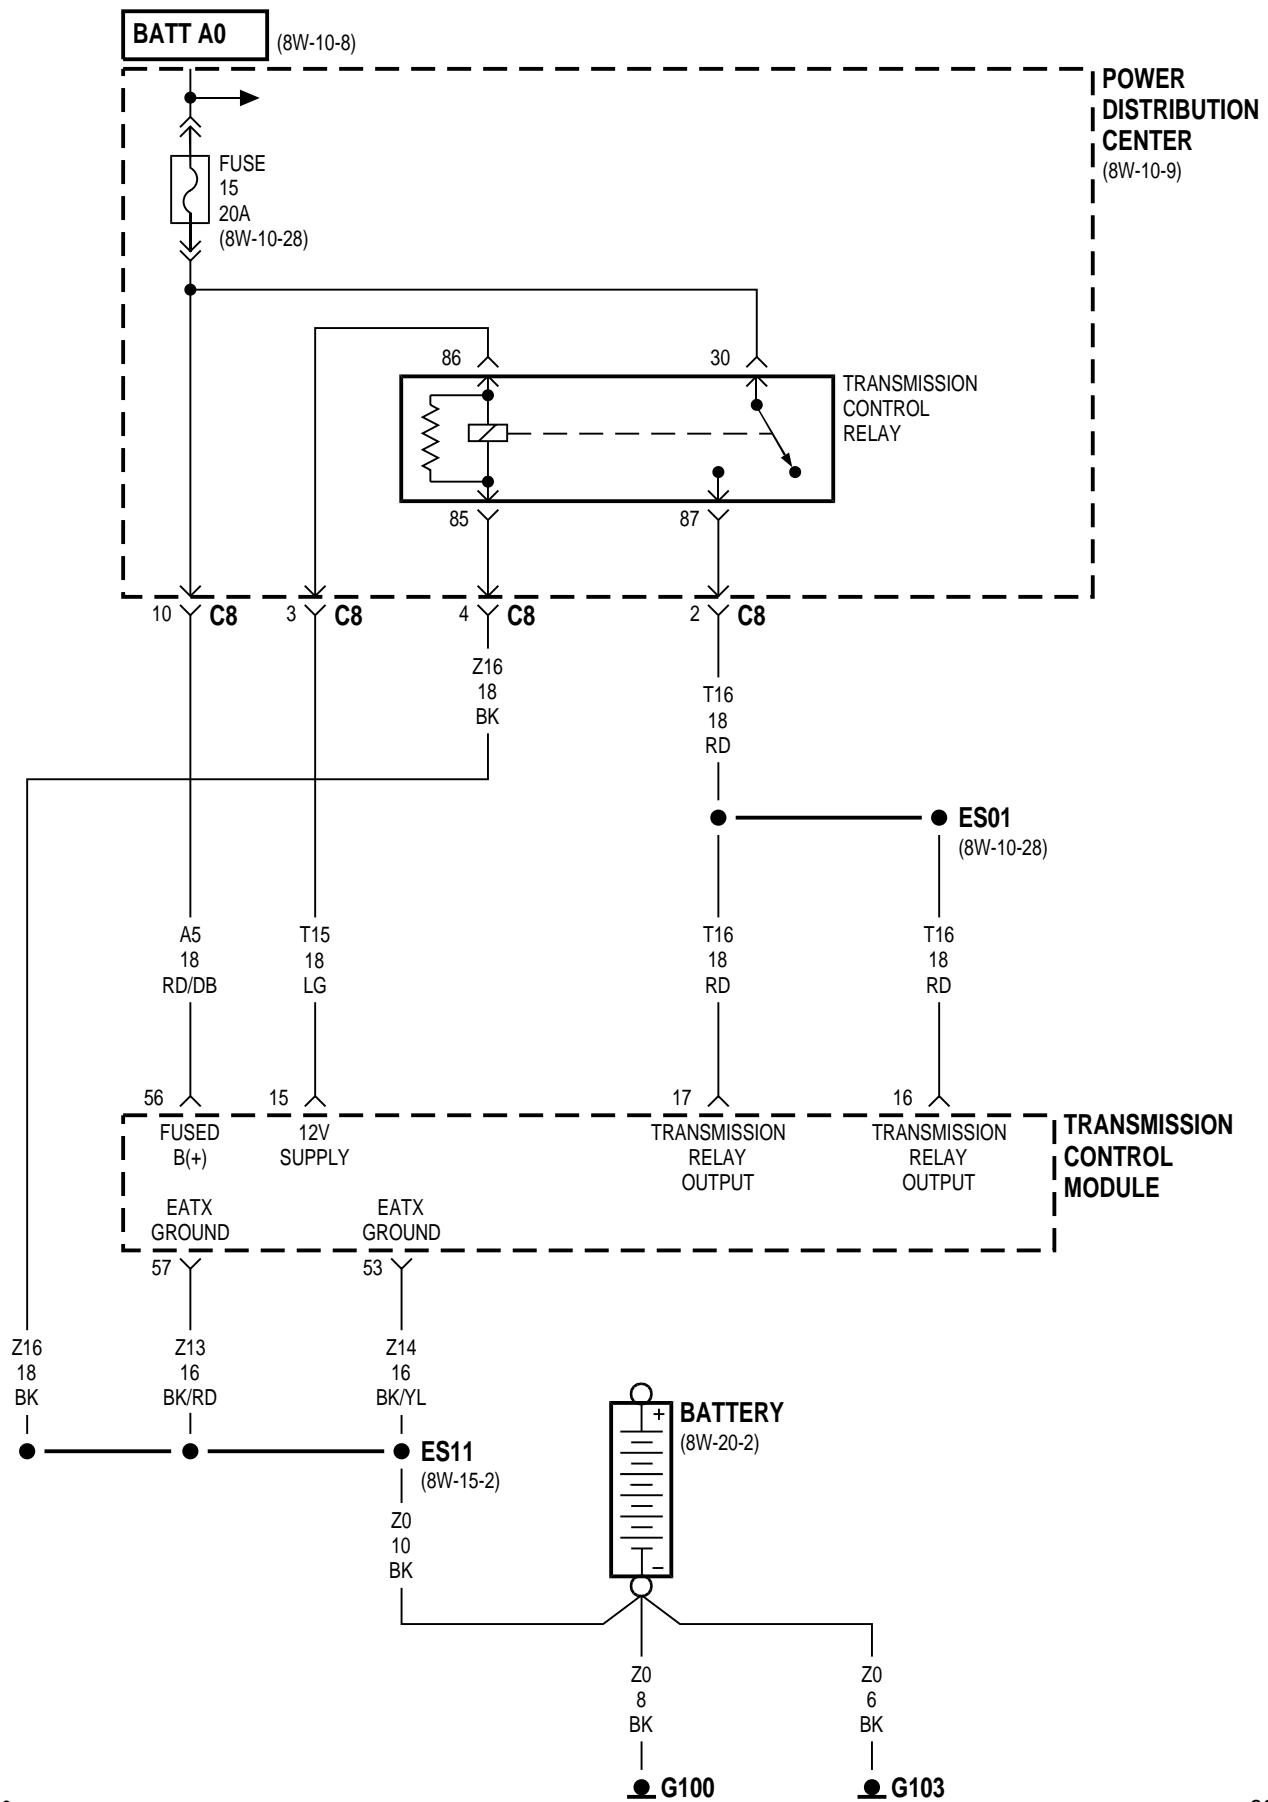 BATT A0
(8W-10-8)
POWER
DISTRIBUTION
CENTER
(8W-10-9)
FUSE
15
20A
(8W-10-28)
86
30
TRANSMISSION
CONTROL
RELAY
85
87
10 C8
3 C8
4 C8
2 C8
Z16
18
BK
T16
18
RD
ES01
(8W-10-28)
A5
18
RD/DB
T15
18
LG
T16
18
RD
T16
18
RD
56
15
17
16
FUSED
B(+)
12V
SUPPLY
TRANSMISSION
RELAY
OUTPUT
TRANSMISSION
RELAY
OUTPUT
TRANSMISSION
CONTROL
MODULE
EATX
GROUND
EATX
GROUND
57
53
Z16
18
BK
Z13
16
BK/RD
Z14
16
BK/YL
ES11
(8W-15-2)
+
BATTERY
(8W-20-2)
–
Z0
10
BK
Z0
8
BK
Z0
6
BK
G100
G103